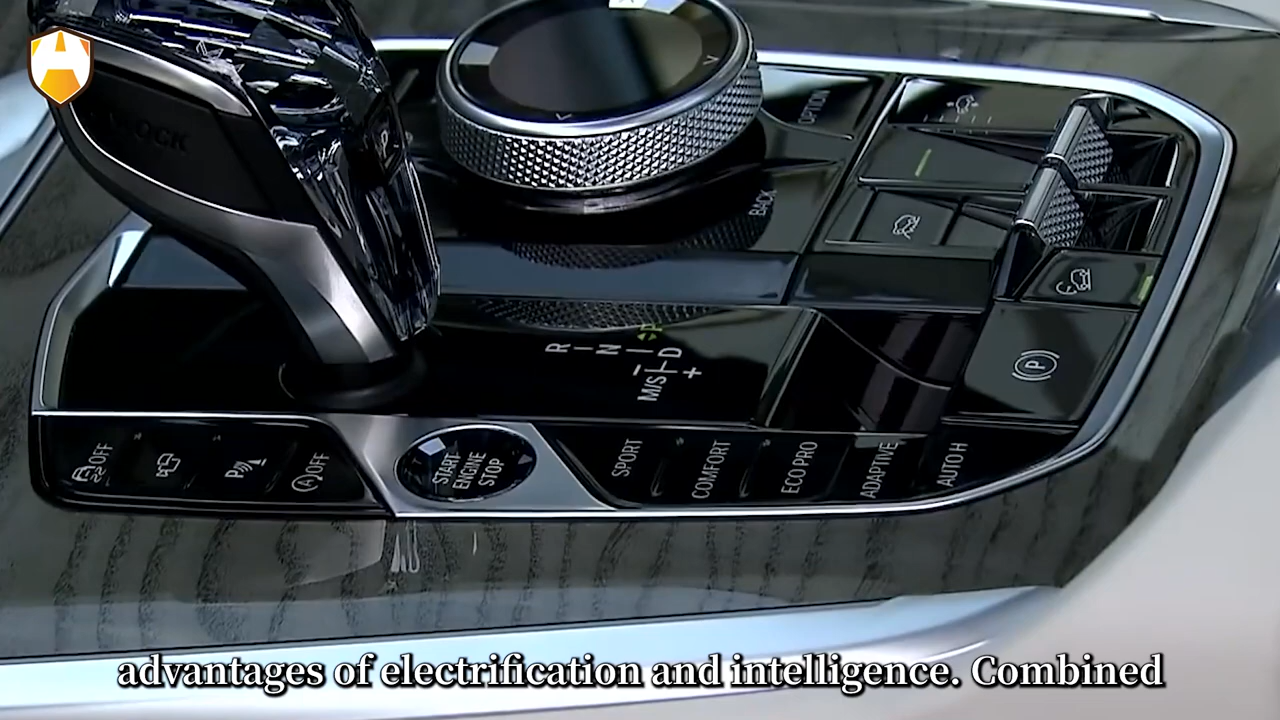 OPTION
BACK
P
R N
D
M/S
+
P
OFF
P
A OFF
START
ENGINE
STOP
SPORT
COMFORT
ECO PRO
ADAPTIVE
AUTO H
advantages of electrification and intelligence. Combined